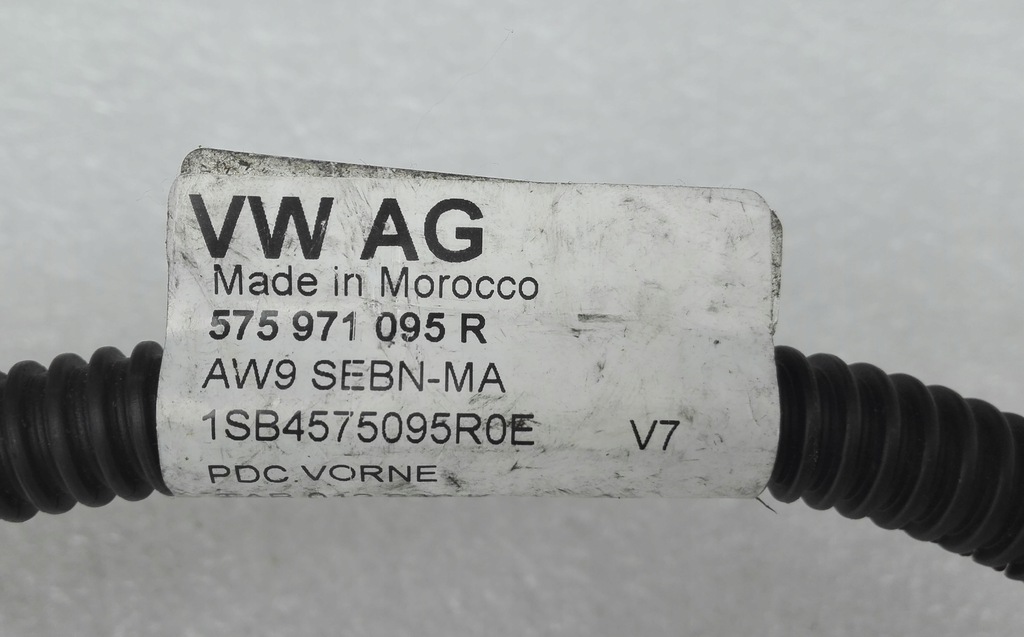 VW AG
Made in Morocco
575 971 095 R
AW9 SEBN-MA
1SB4575095R0E V7
PDC.VORNE